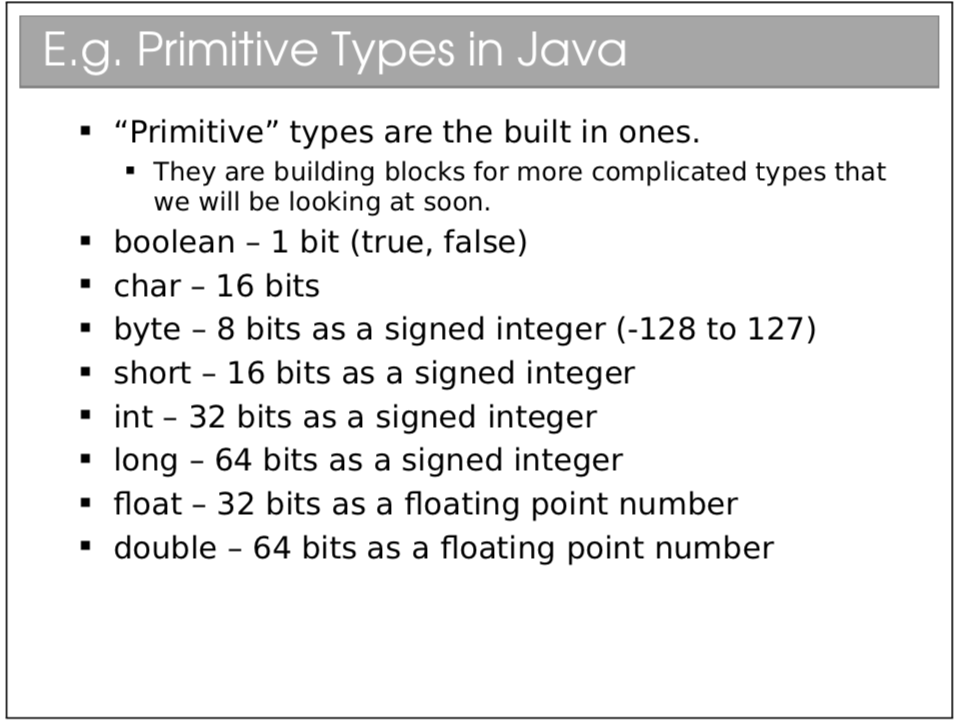 E.g. Primitive Types in Java
▪ “Primitive” types are the built in ones.
▪ They are building blocks for more complicated types that
we will be looking at soon.
▪ boolean – 1 bit (true, false)
▪ char – 16 bits
▪ byte – 8 bits as a signed integer (-128 to 127)
▪ short – 16 bits as a signed integer
▪ int – 32 bits as a signed integer
▪ long – 64 bits as a signed integer
▪ float – 32 bits as a floating point number
▪ double – 64 bits as a floating point number